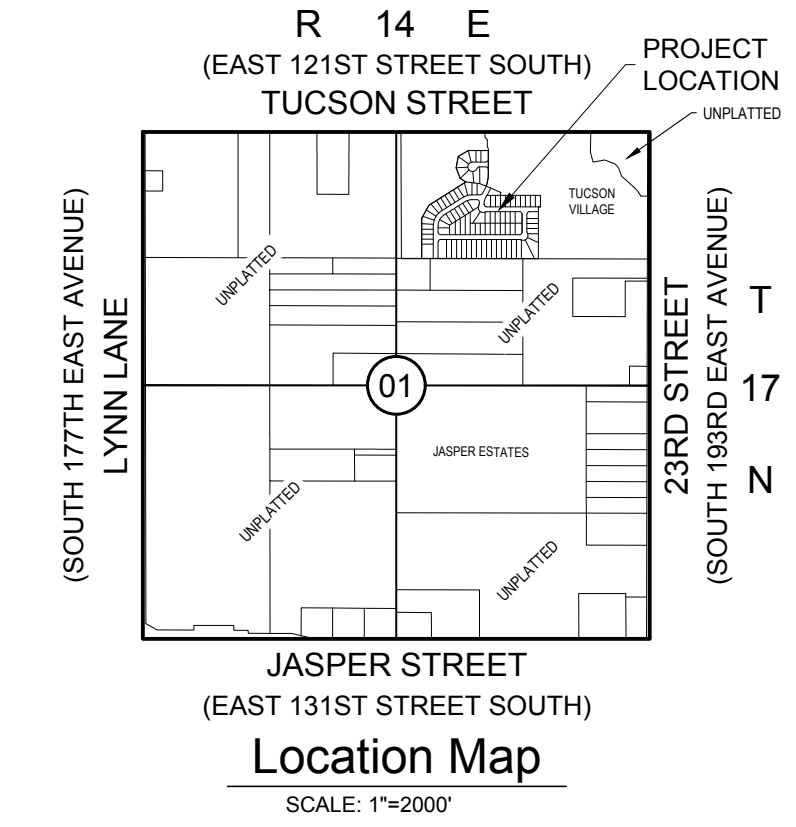 R 14 E
(EAST 121ST STREET SOUTH)
TUCSON STREET
PROJECT
LOCATION
UNPLATTED
TUCSON
VILLAGE
UNPLATTED
UNPLATTED
(SOUTH 177TH EAST AVENUE)
LYNN LANE
01
23RD STREET
(SOUTH 193RD EAST AVENUE)
T
17
N
JASPER ESTATES
UNPLATTED
UNPLATTED
JASPER STREET
(EAST 131ST STREET SOUTH)
Location Map
SCALE: 1"=2000'